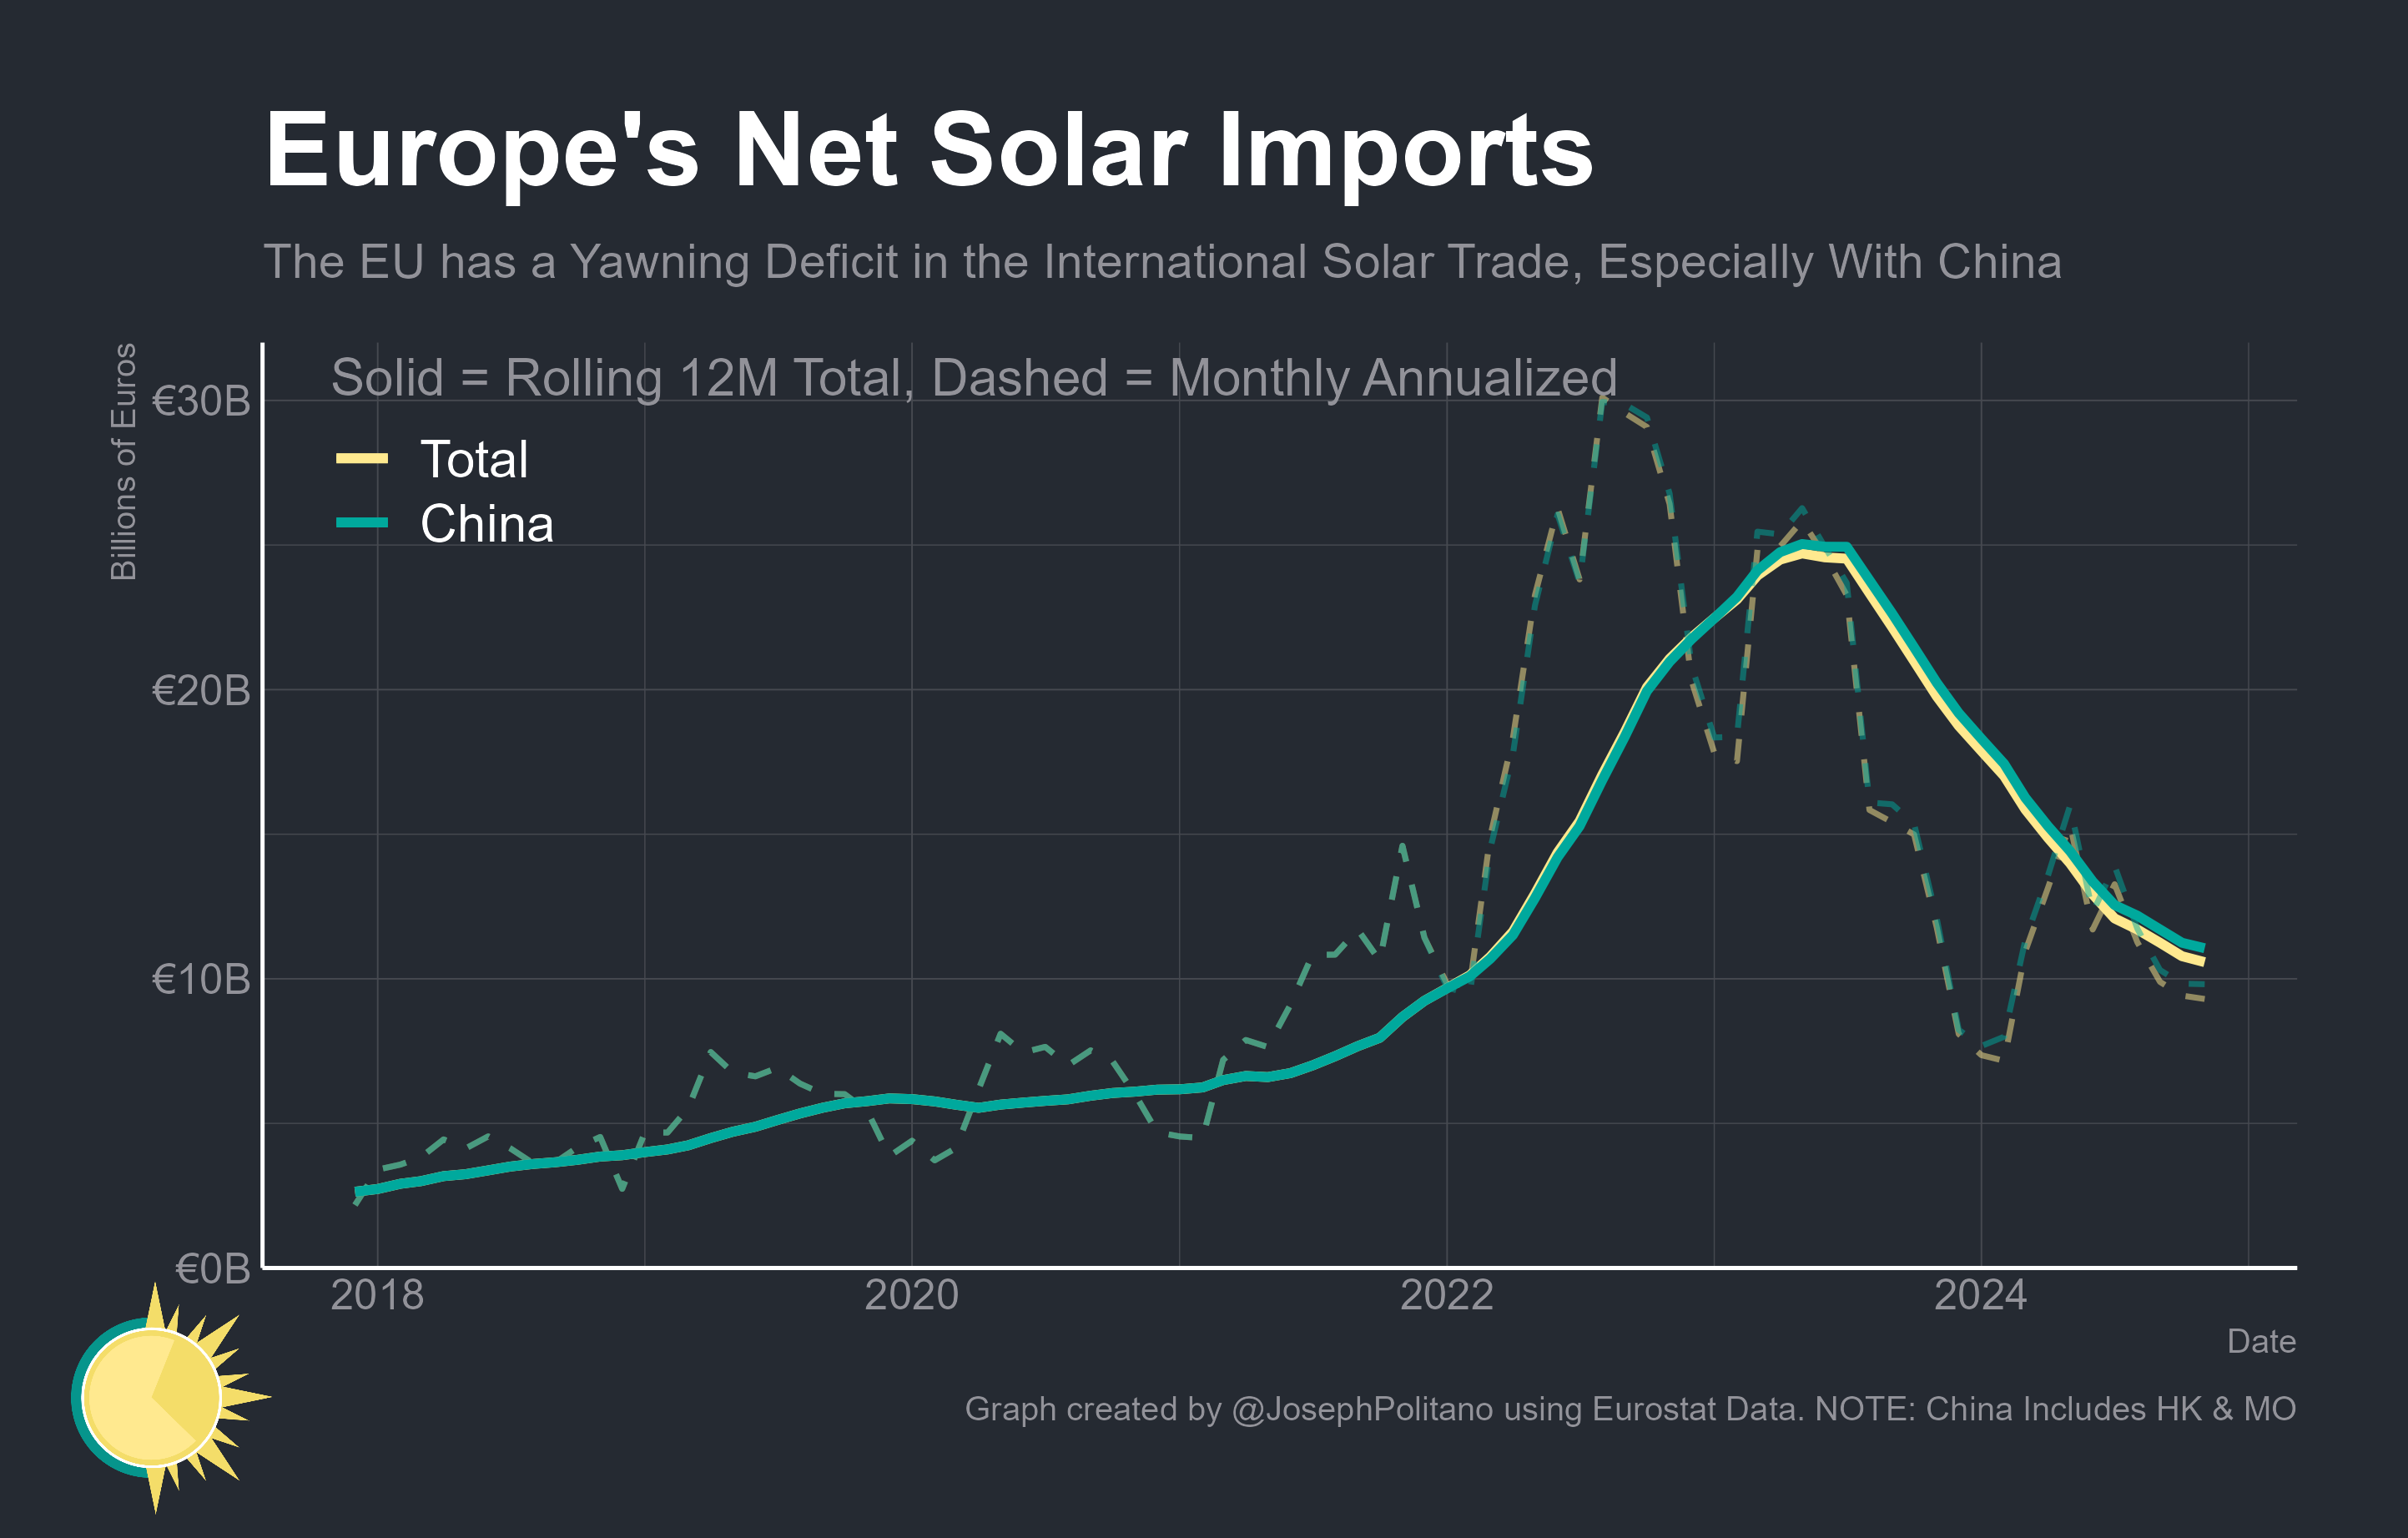 Europe's Net Solar Imports
The EU has a Yawning Deficit in the International Solar Trade, Especially With China
Billions of Euros
Solid = Rolling 12M Total, Dashed = Monthly Annualized
Total
China
€30B
€20B
€10B
€0B
2018 2020 2022 2024
Date
Graph created by @JosephPolitano using Eurostat Data. NOTE: China Includes HK & MO